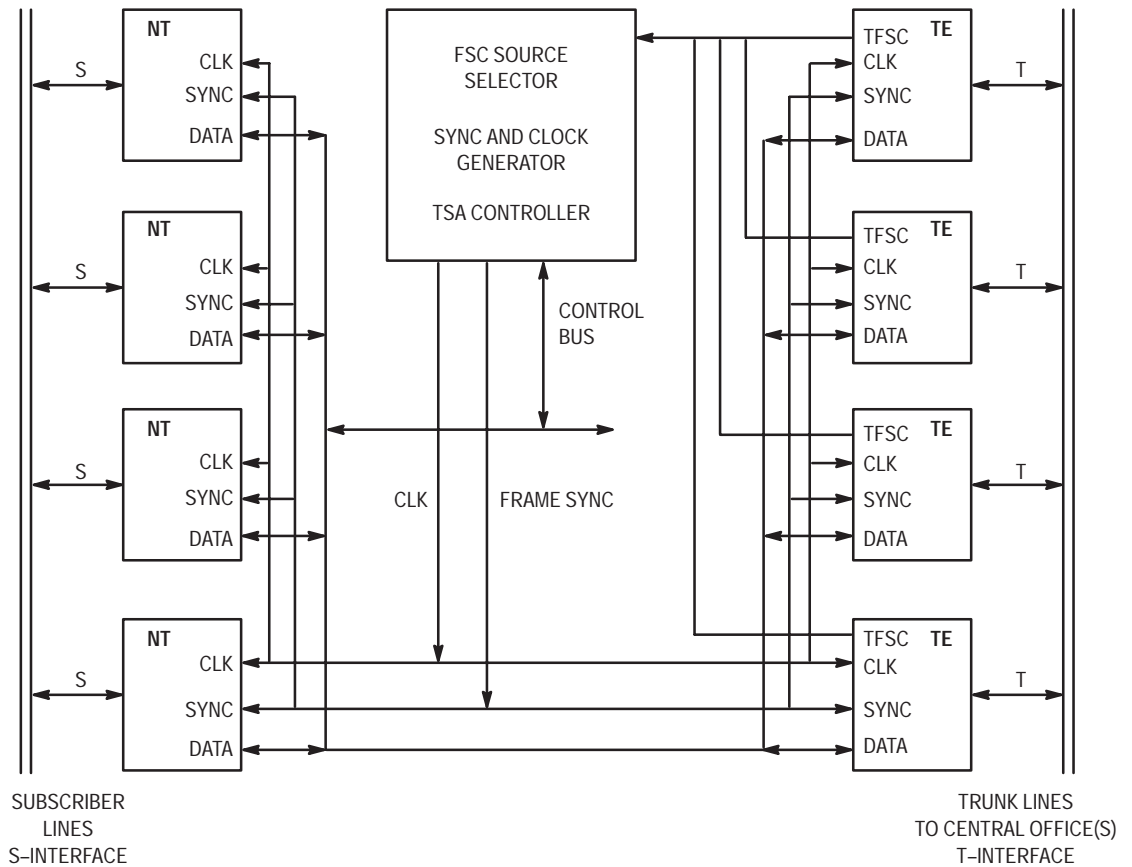 NT
CLK
SYNC
DATA
S
NT
CLK
SYNC
DATA
S
NT
CLK
SYNC
DATA
S
NT
CLK
SYNC
DATA
S
SUBSCRIBER
LINES
S–INTERFACE
FSC SOURCE
SELECTOR
SYNC AND CLOCK
GENERATOR
TSA CONTROLLER
CONTROL
BUS
CLK
FRAME SYNC
TFSC
TE
CLK
SYNC
DATA
T
TFSC
TE
CLK
SYNC
DATA
T
TFSC
TE
CLK
SYNC
DATA
T
TFSC
TE
CLK
SYNC
DATA
T
TRUNK LINES
TO CENTRAL OFFICE(S)
T–INTERFACE